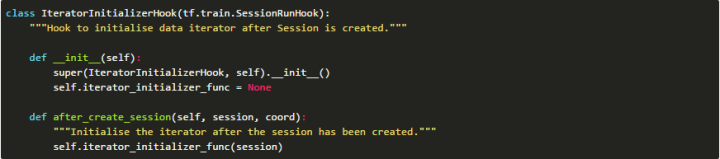 class IteratorInitializerHook(tf.train.SessionRunHook):
    """Hook to initialise data iterator after Session is created."""
    def __init__(self):
        super(IteratorInitializerHook, self).__init__()
        self.iterator_initializer_func = None
    def after_create_session(self, session, coord):
        """Initialise the iterator after the session has been created."""
        self.iterator_initializer_func(session)